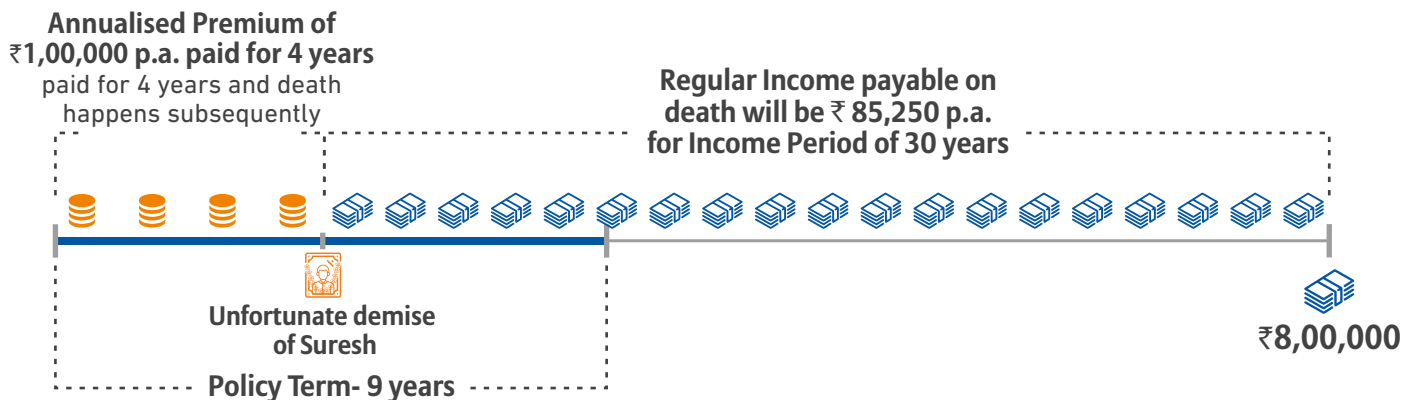 Annualised Premium of
₹1,00,000 p.a. paid for 4 years
paid for 4 years and death
happens subsequently
Regular Income payable on
death will be ₹ 85,250 p.a.
for Income Period of 30 years
Unfortunate demise
of Suresh
Policy Term- 9 years
₹8,00,000